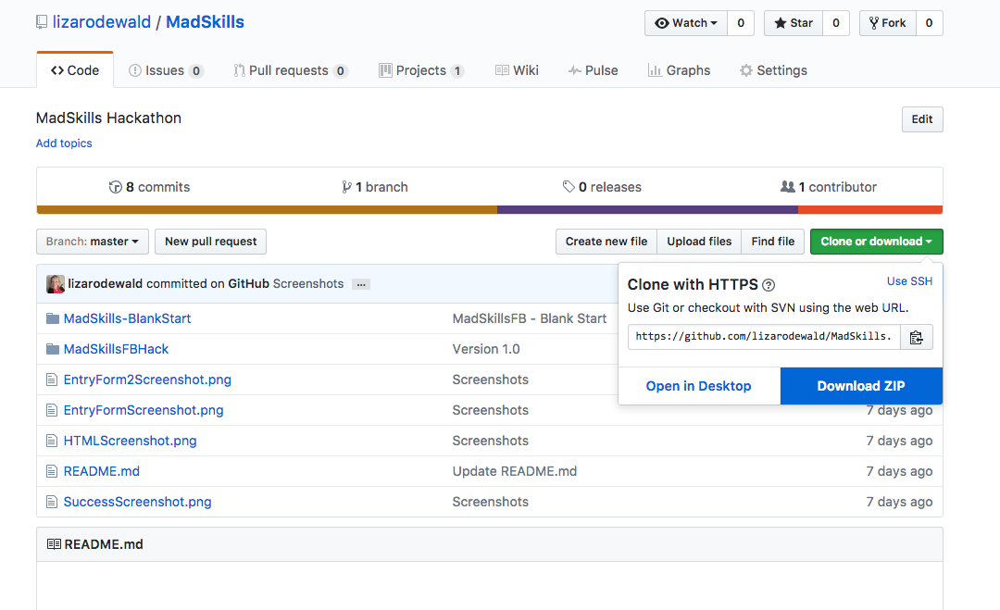 lizarodewald / MadSkills
Watch 0 Star 0 Fork 0
Code Issues 0 Pull requests 0 Projects 1 Wiki Pulse Graphs Settings
MadSkills Hackathon
Edit
Add topics
8 commits 1 branch 0 releases 1 contributor
Branch: master New pull request Create new file Upload files Find file Clone or download
lizarodewald committed on GitHub Screenshots ...
Clone with HTTPS ? Use SSH
Use Git or checkout with SVN using the web URL.
https://github.com/lizarodewald/MadSkills.
Open in Desktop Download ZIP
MadSkills-BlankStart MadSkillsFB - Blank Start
MadSkillsFBHack Version 1.0
EntryForm2Screenshot.png Screenshots
EntryFormScreenshot.png Screenshots 7 days ago
HTMLScreenshot.png Screenshots 7 days ago
README.md Update README.md 7 days ago
SuccessScreenshot.png Screenshots 7 days ago
README.md